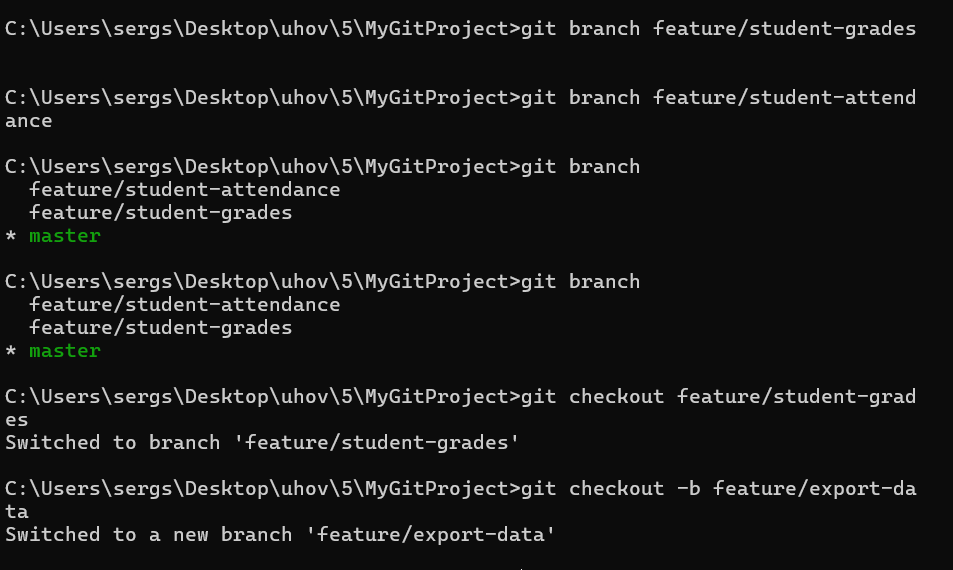 C:\Users\sergs\Desktop\uhov\5\MyGitProject>git branch feature/student-grades
C:\Users\sergs\Desktop\uhov\5\MyGitProject>git branch feature/student-attend
ance
C:\Users\sergs\Desktop\uhov\5\MyGitProject>git branch
  feature/student-attendance
  feature/student-grades
* master
C:\Users\sergs\Desktop\uhov\5\MyGitProject>git branch
  feature/student-attendance
  feature/student-grades
* master
C:\Users\sergs\Desktop\uhov\5\MyGitProject>git checkout feature/student-grad
es
Switched to branch 'feature/student-grades'
C:\Users\sergs\Desktop\uhov\5\MyGitProject>git checkout -b feature/export-da
ta
Switched to a new branch 'feature/export-data'